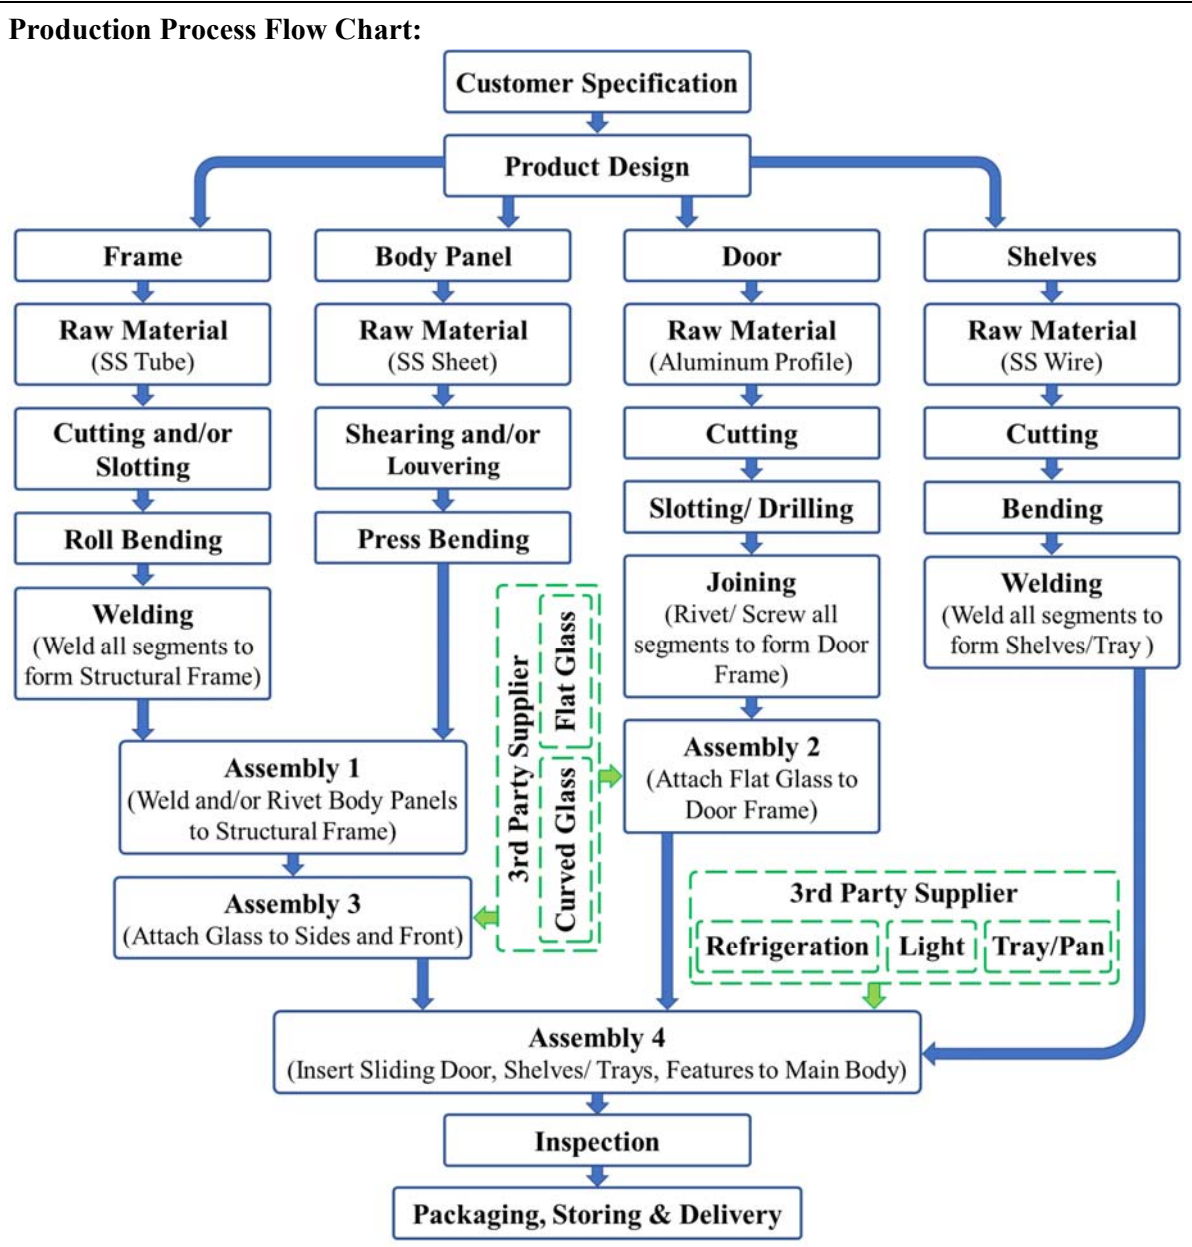 Production Process Flow Chart:
Customer Specification
Product Design
Frame
Body Panel
Door
Shelves
Raw Material
(SS Tube)
Raw Material
(SS Sheet)
Raw Material
(Aluminum Profile)
Raw Material
(SS Wire)
Cutting and/or
Slotting
Shearing and/or
Louvering
Cutting
Cutting
Roll Bending
Press Bending
Slotting/ Drilling
Bending
Welding
(Weld all segments to
form Structural Frame)
Joining
(Rivet/ Screw all
segments to form Door
Frame)
Welding
(Weld all segments to
form Shelves/Tray )
3rd Party Supplier
Flat Glass
Curved Glass
Assembly 1
(Weld and/or Rivet Body Panels
to Structural Frame)
Assembly 2
(Attach Flat Glass to
Door Frame)
Assembly 3
(Attach Glass to Sides and Front)
3rd Party Supplier
Refrigeration
Light
Tray/Pan
Assembly 4
(Insert Sliding Door, Shelves/ Trays, Features to Main Body)
Inspection
Packaging, Storing & Delivery